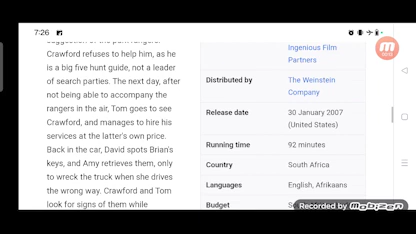 7:26
suggestion of the park rangers.
Crawford refuses to help him, as he
is a big five hunt guide, not a leader
of search parties. The next day, after
not being able to accompany the
rangers in the air, Tom goes to see
Crawford, and manages to hire his
services at the latter's own price.
Back in the car, David spots Brian's
keys, and Amy retrieves them, only
to wreck the truck when she drives
the wrong way. Crawford and Tom
look for signs of them while
Ingenious Film
Partners
Distributed by The Weinstein
Company
Release date 30 January 2007
(United States)
Running time 92 minutes
Country South Africa
Languages English, Afrikaans
Budget
Recorded by mobizen